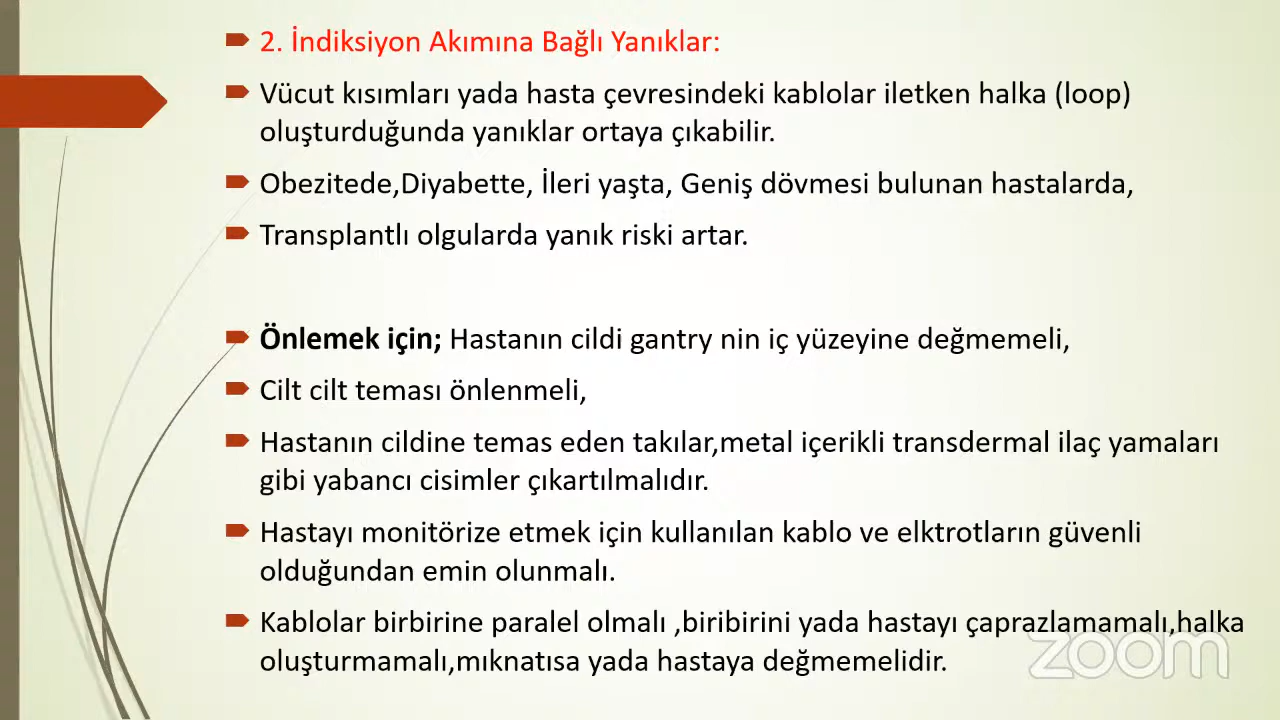 2. İndiksiyon Akımına Bağlı Yanıklar:
Vücut kısımları yada hasta çevresindeki kablolar iletken halka (loop)
oluşturduğunda yanıklar ortaya çıkabilir.
Obezitede,Diyabette, İleri yaşta, Geniş dövmesi bulunan hastalarda,
Transplantlı olgularda yanık riski artar.
Önlemek için; Hastanın cildi gantry nin iç yüzeyine değmemeli,
Cilt cilt teması önlenmeli,
Hastanın cildine temas eden takılar,metal içerikli transdermal ilaç yamaları
gibi yabancı cisimler çıkartılmalıdır.
Hastayı monitörize etmek için kullanılan kablo ve elktrotların güvenli
olduğundan emin olunmalı.
Kablolar birbirine paralel olmalı ,biribirini yada hastayı çaprazlamamalı,halka
oluşturmamalı,mıknatısa yada hastaya değmemelidir.
zoom